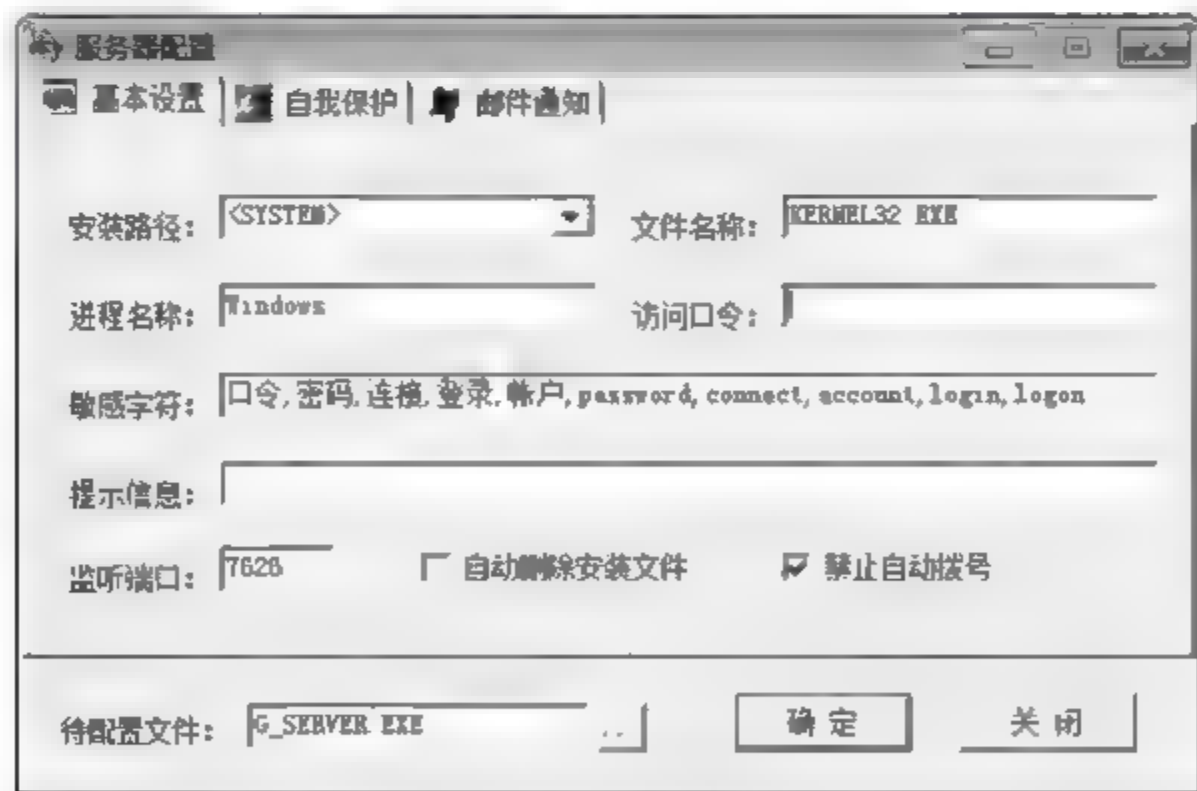 服务器配置
基本设置 自我保护 邮件通知
安装路径: <SYSTEM> 文件名称: KERNEL32 EXE
进程名称: Windows 访问口令:
敏感字符: 口令,密码,连接,登录,帐户,password,connect,account,login,logon
提示信息:
监听端口: 7626 自动删除安装文件 禁止自动拨号
待配置文件: G_SERVER EXE .. 确定 关闭